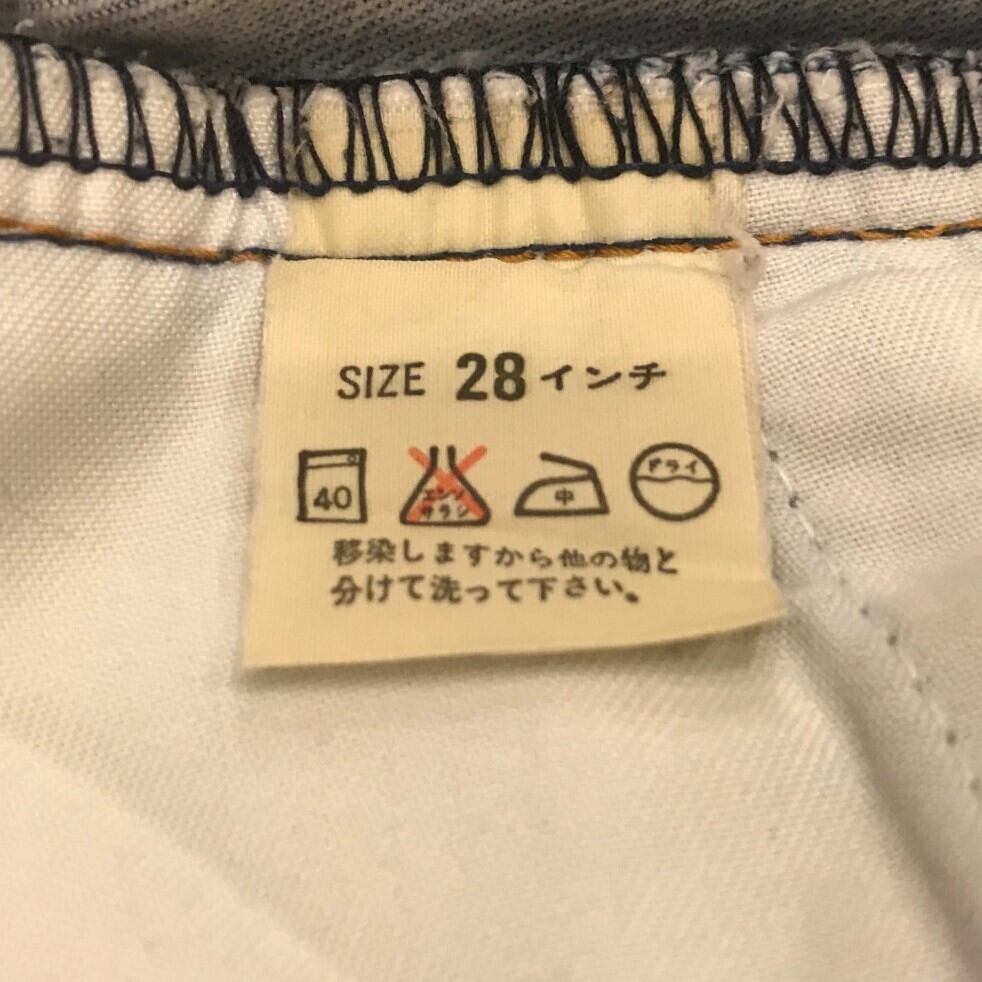 SIZE 28インチ
40 エンソサラシ 中 ドライ
移染しますから他の物と
分けて洗って下さい。